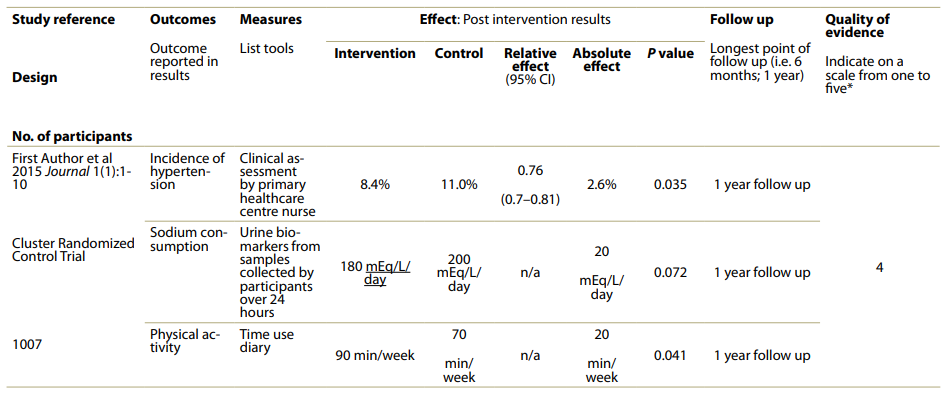 Study reference
Design
No. of participants
Outcomes
Outcome
reported in
results
Measures
List tools
Effect: Post intervention results
Intervention
Control
Relative
effect
(95% CI)
Absolute
effect
P value
Follow up
Longest point of
follow up (i.e. 6
months; 1 year)
Quality of
evidence
Indicate on a
scale from one to
five*
First Author et al
2015 Journal 1(1):1-
10
Incidence of
hyperten-
sion
Clinical as-
sessment
by primary
healthcare
centre nurse
8.4%
11.0%
0.76
(0.7–0.81)
2.6%
0.035
1 year follow up
Cluster Randomized
Control Trial
Sodium con-
sumption
Urine bio-
markers from
samples
collected by
participants
over 24
hours
180 mEq/L/
day
200
mEq/L/
day
n/a
20
mEq/L/
day
0.072
1 year follow up
4
1007
Physical ac-
tivity
Time use
diary
90 min/week
70
min/
week
n/a
20
min/
week
0.041
1 year follow up